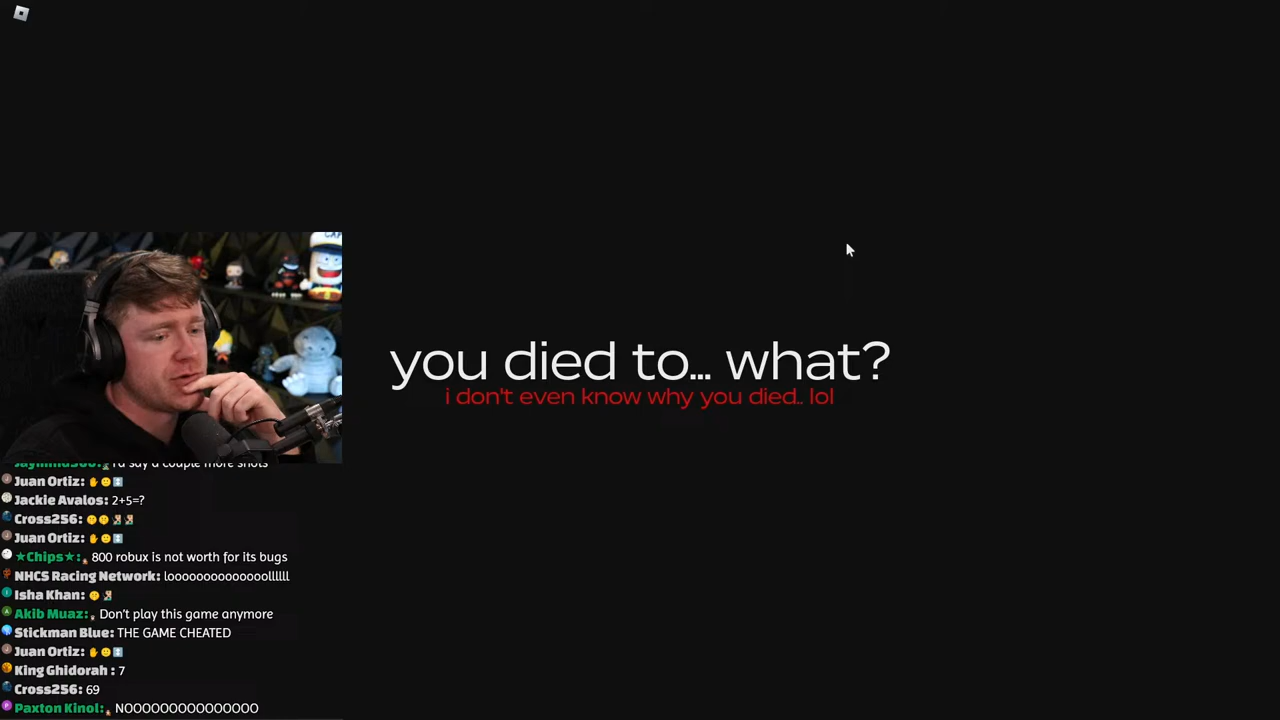 you died to... what?
i don't even know why you died.. lol
Jaymind360: I'd say a couple more shots
Juan Ortiz:
Jackie Avalos: 2+5=?
Cross256:
Juan Ortiz:
★Chips★: 800 robux is not worth for its bugs
NHCS Racing Network: looooooooooooollllll
Isha Khan:
Akib Muaz: Don't play this game anymore
Stickman Blue: THE GAME CHEATED
Juan Ortiz:
King Ghidorah : 7
Cross256: 69
Paxton Kinol: NOOOOOOOOOOOOOOO